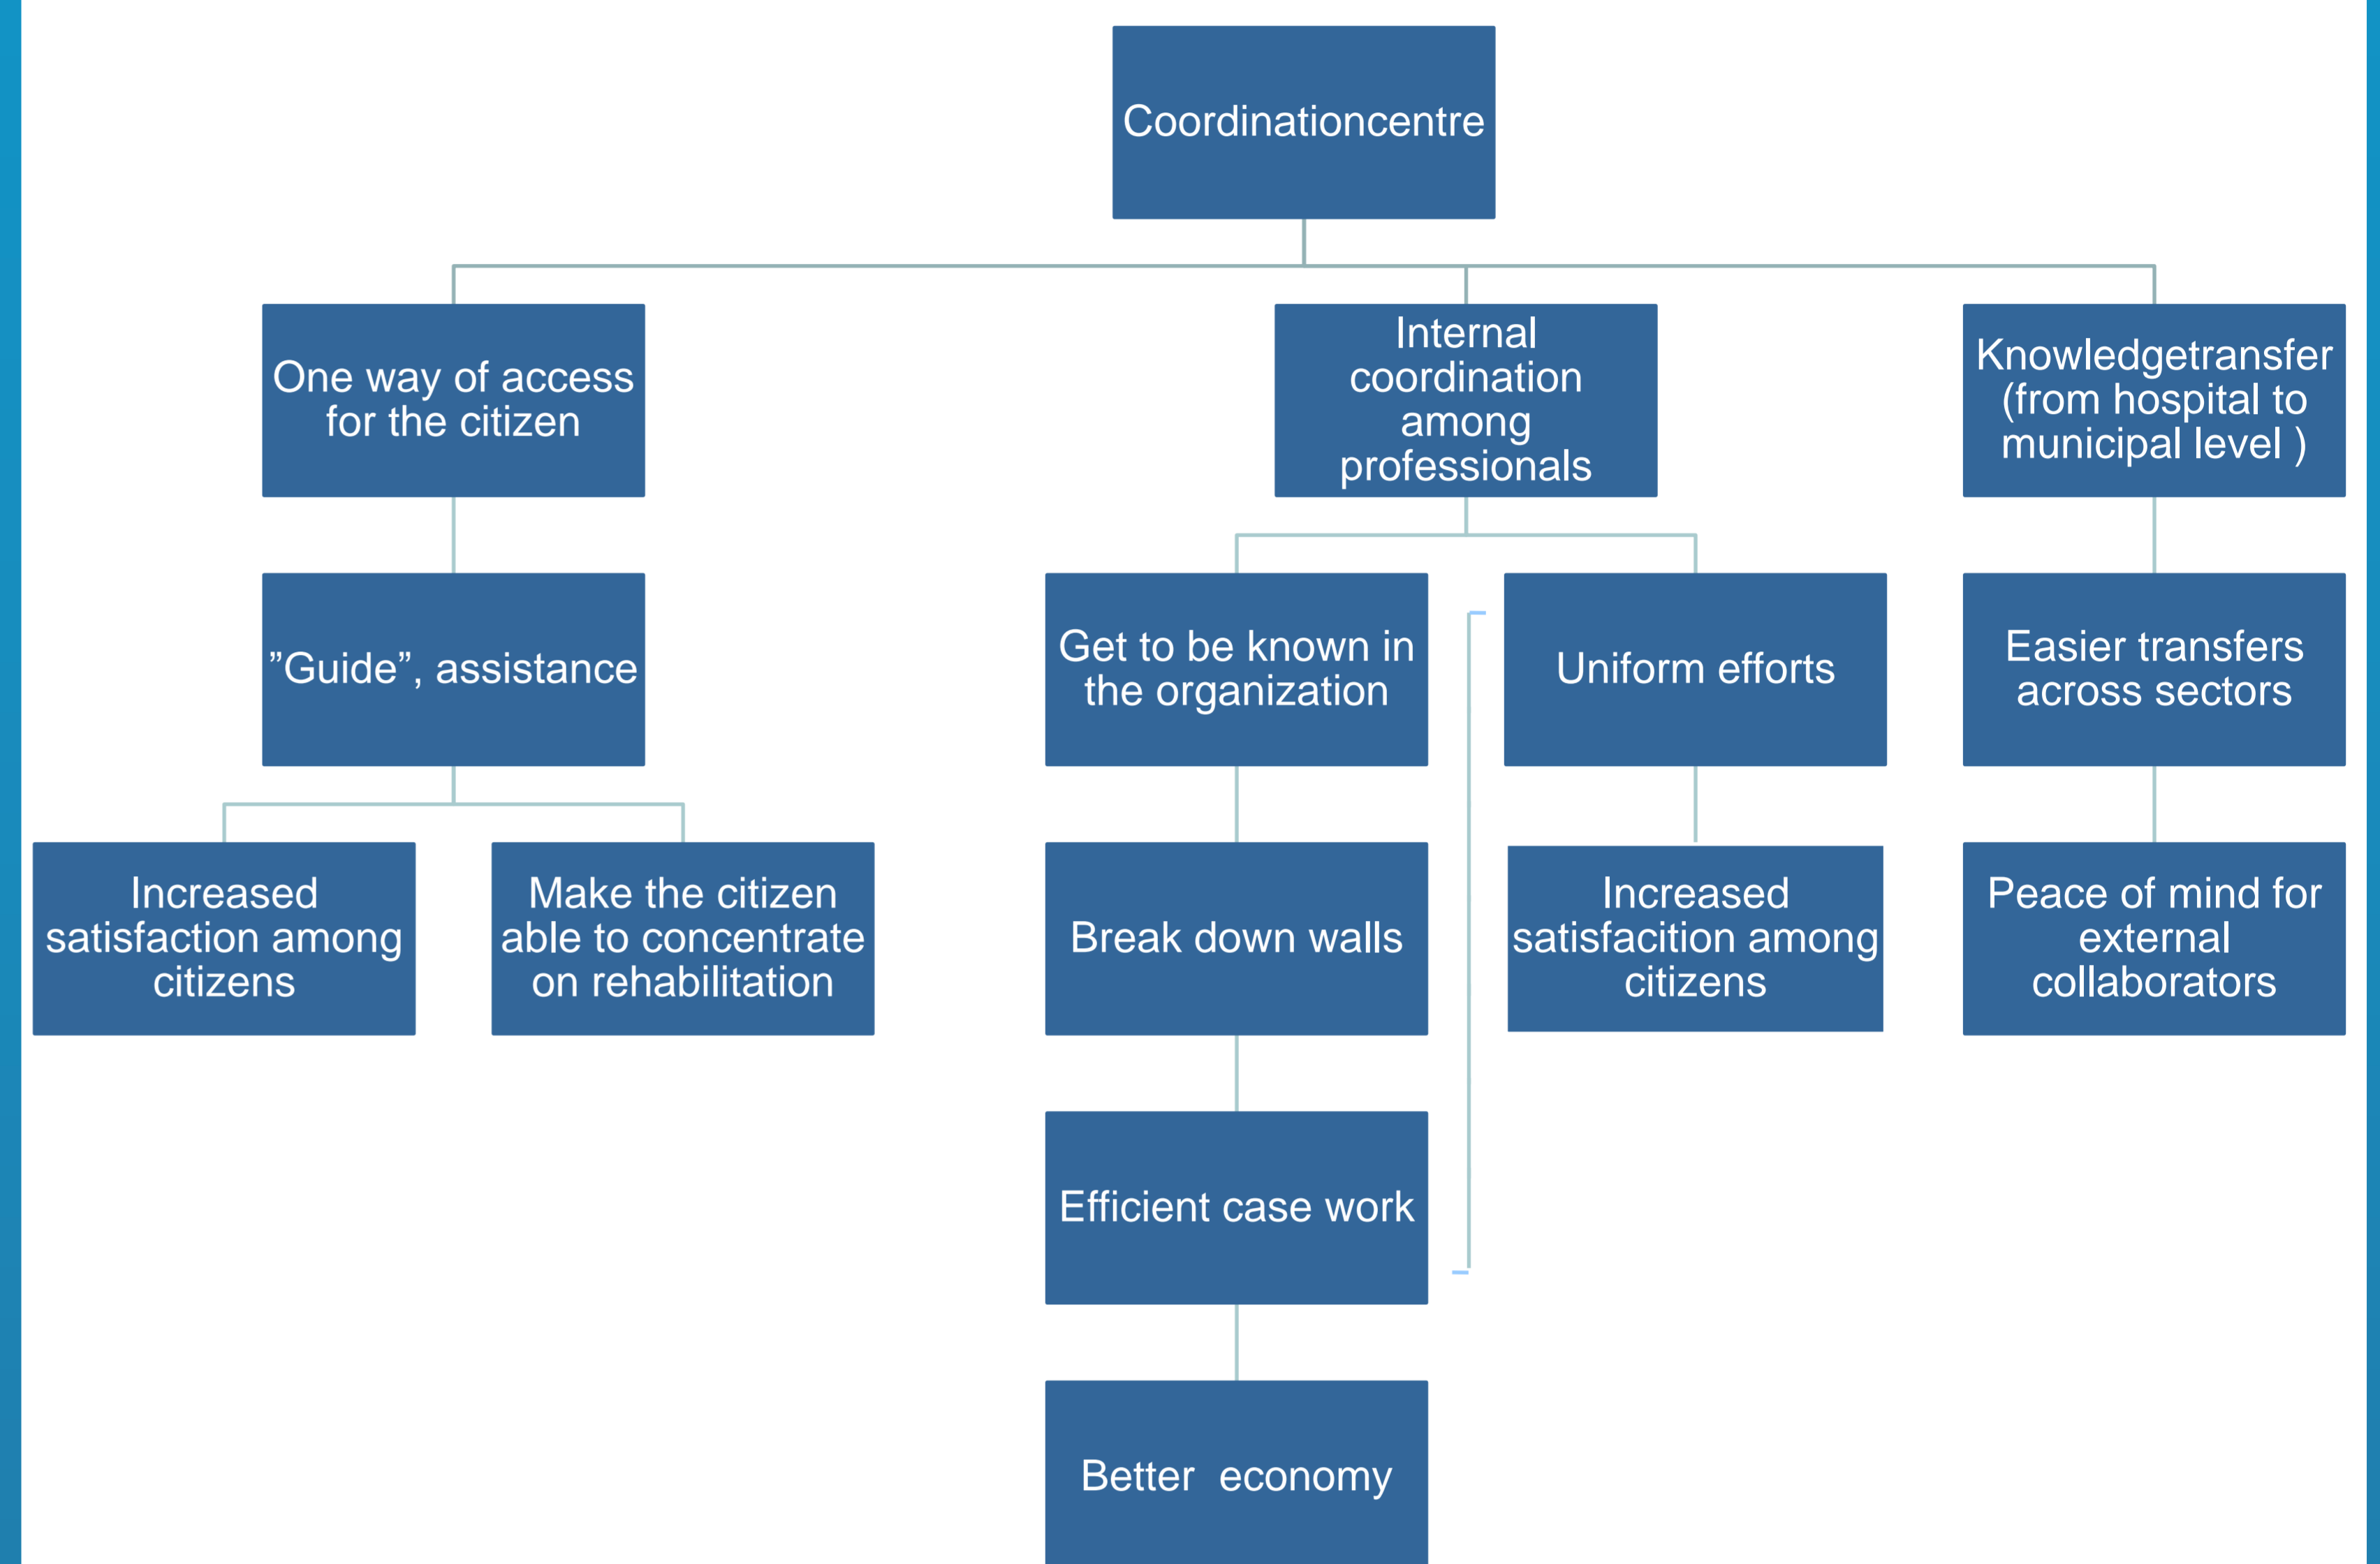 Coordinationcentre
One way of access
for the citizen
Internal
coordination
among
professionals
Knowledgetransfer
(from hospital to
municipal level )
”Guide”, assistance
Get to be known in
the organization
Uniform efforts
Easier transfers
across sectors
Increased
satisfaction among
citizens
Make the citizen
able to concentrate
on rehabilitation
Break down walls
Increased
satisfacition among
citizens
Peace of mind for
external
collaborators
Efficient case work
Better  economy